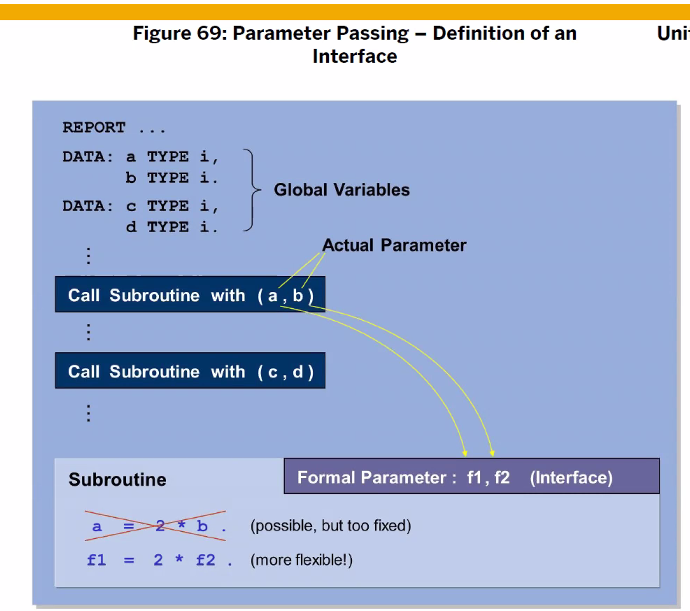 Figure 69: Parameter Passing – Definition of an
Interface
REPORT ...
DATA: a TYPE i,
b TYPE i.
DATA: c TYPE i,
d TYPE i.
Global Variables
Actual Parameter
Call Subroutine with ( a , b )
Call Subroutine with ( c , d )
Subroutine
Formal Parameter : f1 , f2 (Interface)
a = 2 * b . (possible, but too fixed)
f1 = 2 * f2 . (more flexible!)